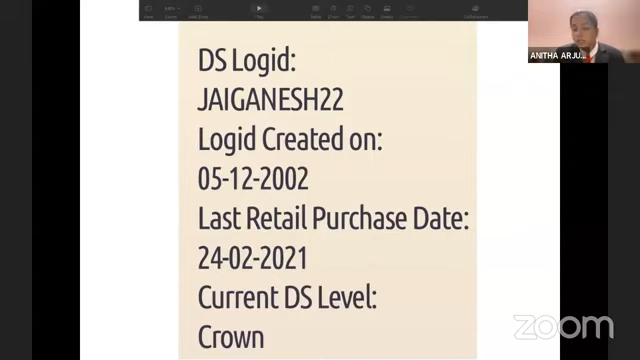 DS Logid:
JAIGANESH22
Logid Created on:
05-12-2002
Last Retail Purchase Date:
24-02-2021
Current DS Level:
Crown
ANITHA ARJU...
zoom